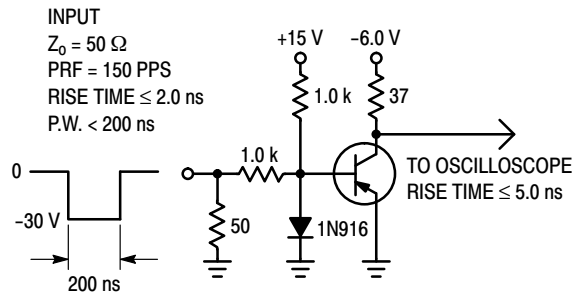 INPUT
Z₀ = 50 Ω
PRF = 150 PPS
RISE TIME ≤ 2.0 ns
P.W. < 200 ns
+15 V
−6.0 V
1.0 k
37
0
1.0 k
TO OSCILLOSCOPE
RISE TIME ≤ 5.0 ns
−30 V
50
1N916
200 ns